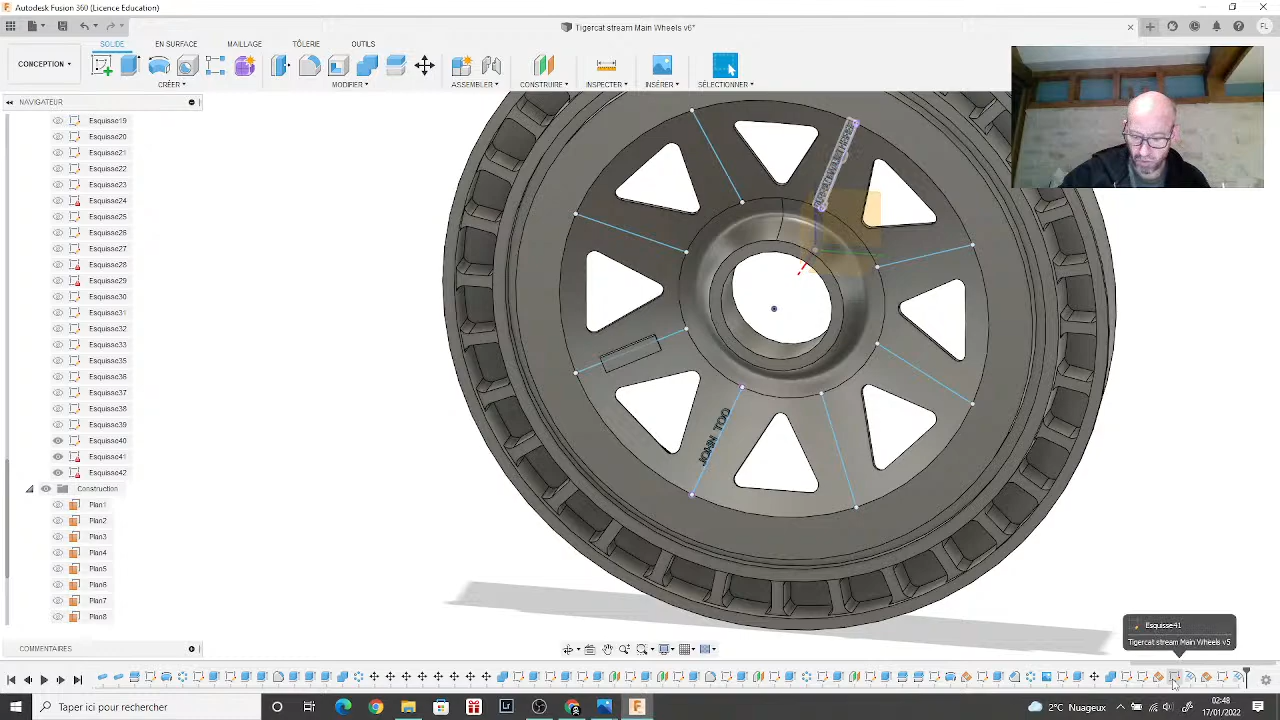 Autodesk Fusion 360 (Licence Education)
Tigercat stream Main Wheels v6*
FL
CONCEPTION
SOLIDE
EN SURFACE
MAILLAGE
TÔLERIE
OUTILS
CRÉER
MODIFIER
ASSEMBLER
CONSTRUIRE
INSPECTER
INSÉRER
SÉLECTIONNER
NAVIGATEUR
Esquisse19
Esquisse20
Esquisse21
Esquisse22
Esquisse23
Esquisse24
Esquisse25
Esquisse26
Esquisse27
Esquisse28
Esquisse29
Esquisse30
Esquisse31
Esquisse32
Esquisse33
Esquisse35
Esquisse36
Esquisse37
Esquisse38
Esquisse39
Esquisse40
Esquisse41
Esquisse42
Construction
Plan1
Plan2
Plan3
Plan4
Plan5
Plan6
Plan7
Plan8
JOHN TOO
Esquisse41
Tigercat stream Main Wheels v5
COMMENTAIRES
Taper ici pour rechercher
2°C Nuageux
02:48
17/01/2022